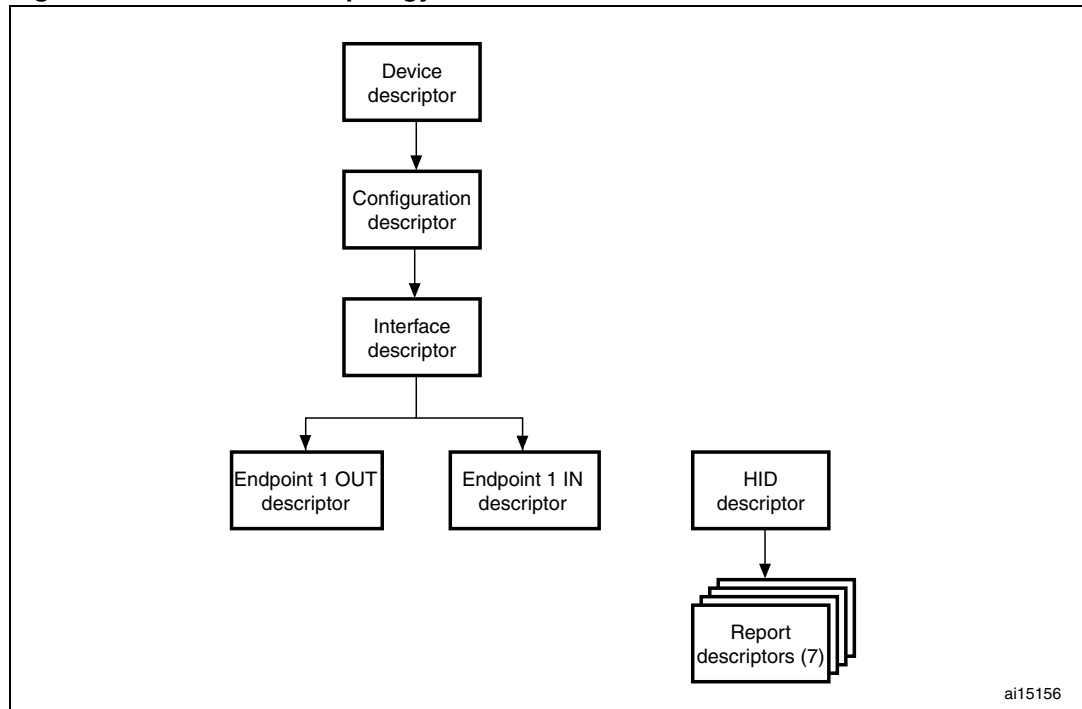 Device
descriptor
Configuration
descriptor
Interface
descriptor
Endpoint 1 OUT
descriptor
Endpoint 1 IN
descriptor
HID
descriptor
Report
descriptors (7)
ai15156